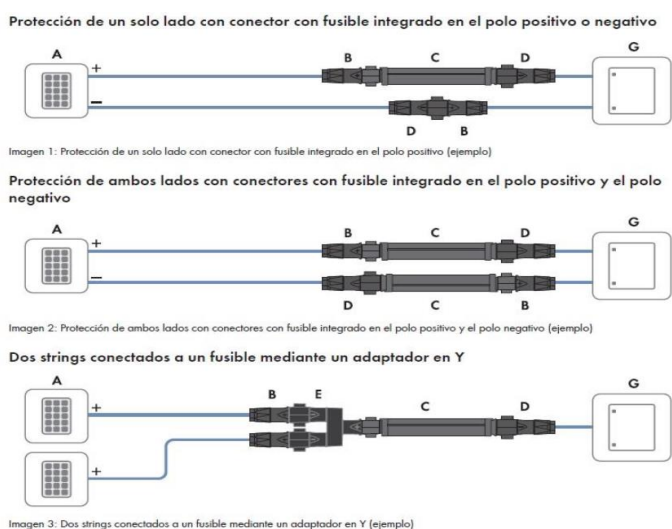 Protección de un solo lado con conector con fusible integrado en el polo positivo o negativo
A B C D G
+
−
D B
Imagen 1: Protección de un solo lado con conector con fusible integrado en el polo positivo (ejemplo)
Protección de ambos lados con conectores con fusible integrado en el polo positivo y el polo
negativo
A B C D G
+
−
D C B
Imagen 2: Protección de ambos lados con conectores con fusible integrado en el polo positivo y el polo negativo (ejemplo)
Dos strings conectados a un fusible mediante un adaptador en Y
A B E C D G
+
+
Imagen 3: Dos strings conectados a un fusible mediante un adaptador en Y (ejemplo)